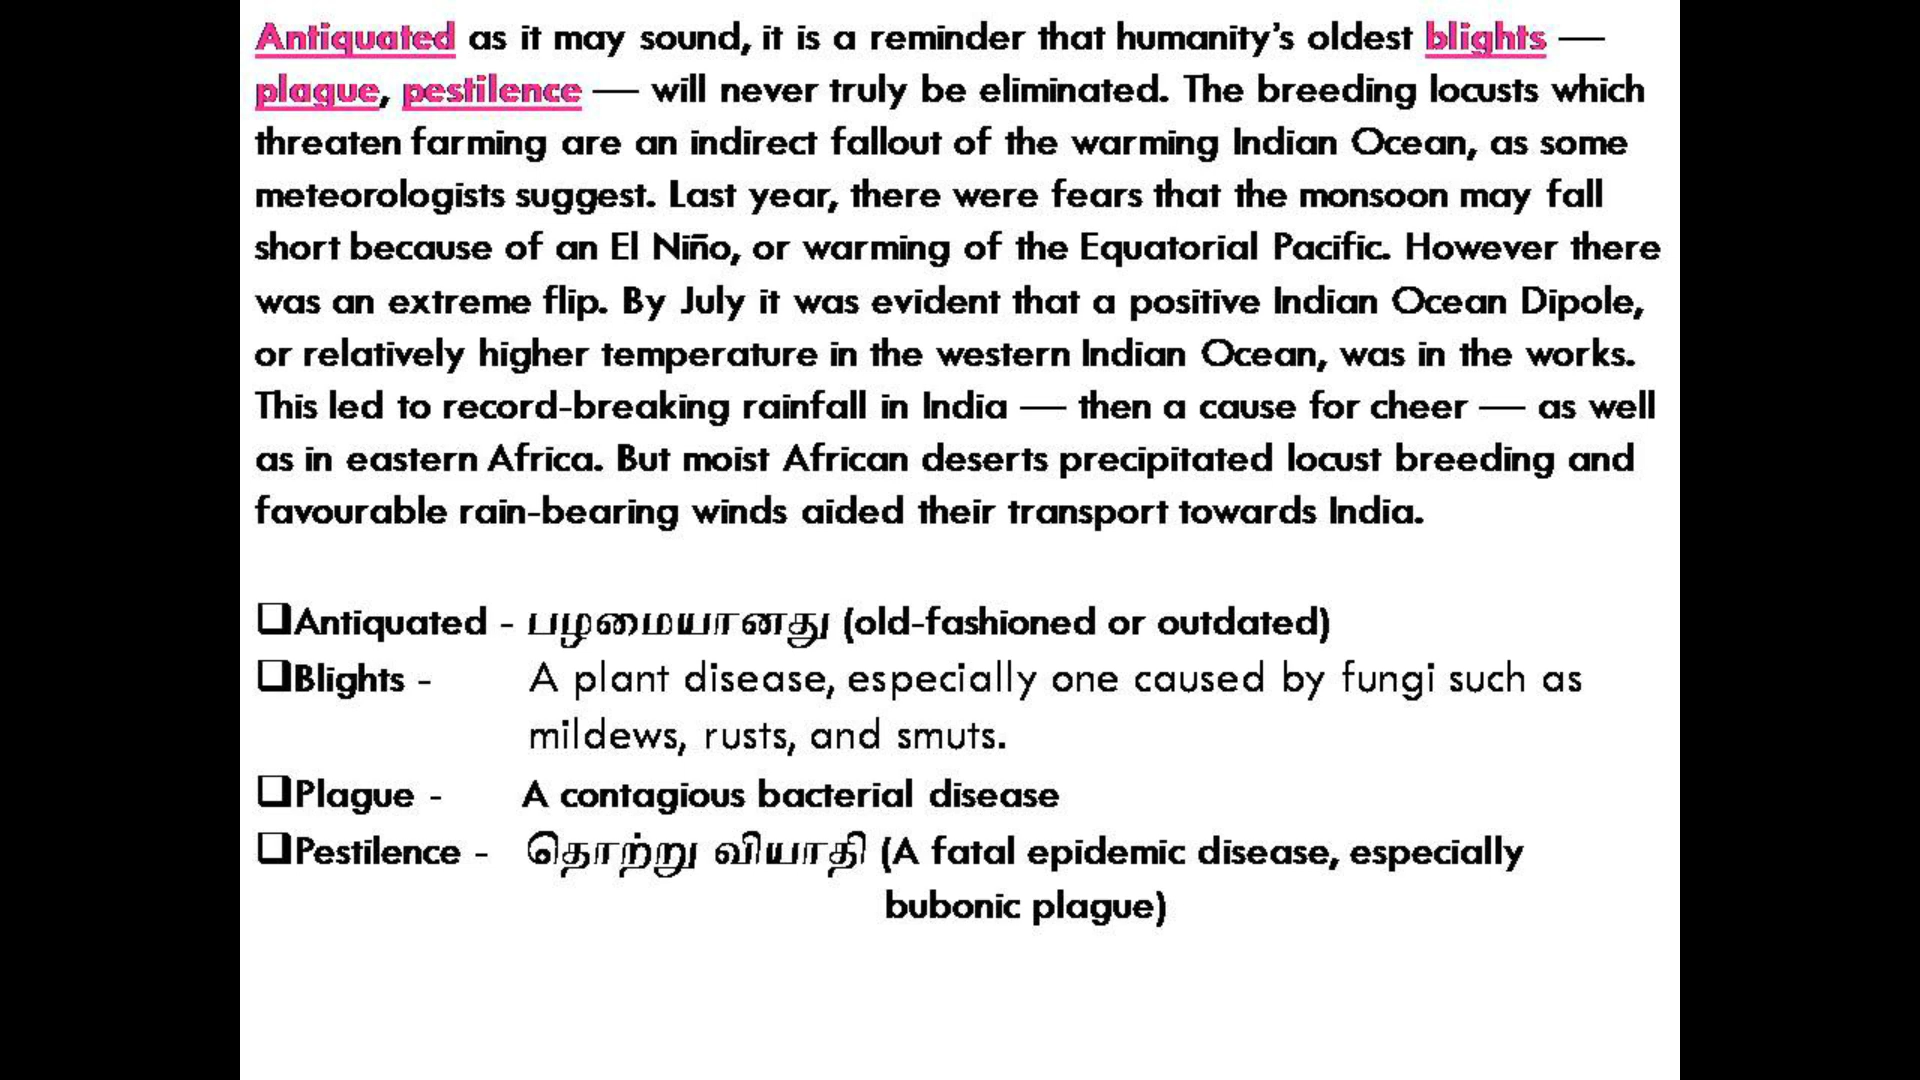 Antiquated as it may sound, it is a reminder that humanity’s oldest blights —
plague, pestilence — will never truly be eliminated. The breeding locusts which
threaten farming are an indirect fallout of the warming Indian Ocean, as some
meteorologists suggest. Last year, there were fears that the monsoon may fall
short because of an El Niño, or warming of the Equatorial Pacific. However there
was an extreme flip. By July it was evident that a positive Indian Ocean Dipole,
or relatively higher temperature in the western Indian Ocean, was in the works.
This led to record-breaking rainfall in India — then a cause for cheer — as well
as in eastern Africa. But moist African deserts precipitated locust breeding and
favourable rain-bearing winds aided their transport towards India.
❑Antiquated - பழமையானது (old-fashioned or outdated)
❑Blights - A plant disease, especially one caused by fungi such as
mildews, rusts, and smuts.
❑Plague - A contagious bacterial disease
❑Pestilence - தொற்று வியாதி (A fatal epidemic disease, especially
bubonic plague)